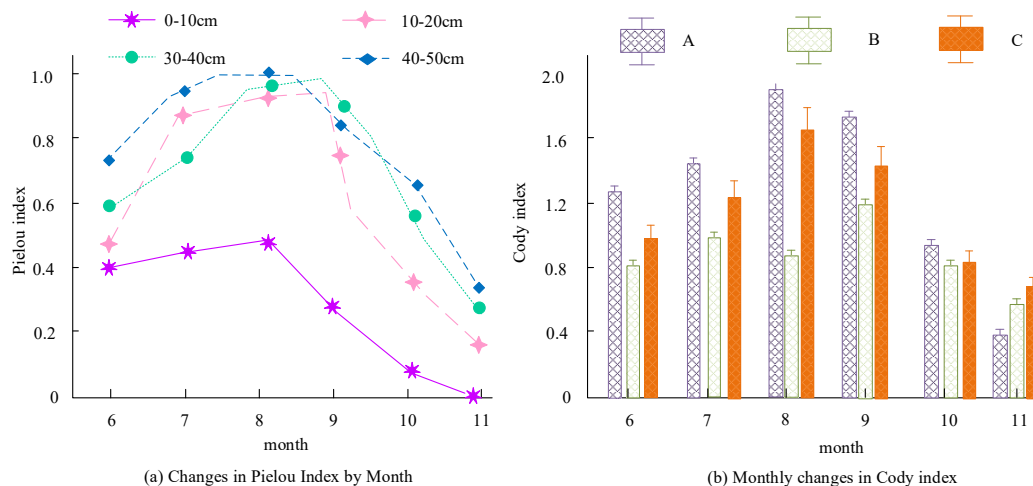 0-10cm
10-20cm
30-40cm
40-50cm
Pielou index
1.0
0.8
0.6
0.4
0.2
0
6 7 8 9 10 11
month
(a) Changes in Pielou Index by Month
A B C
Cody index
2.0
1.6
1.2
0.8
0.4
0
6 7 8 9 10 11
month
(b) Monthly changes in Cody index